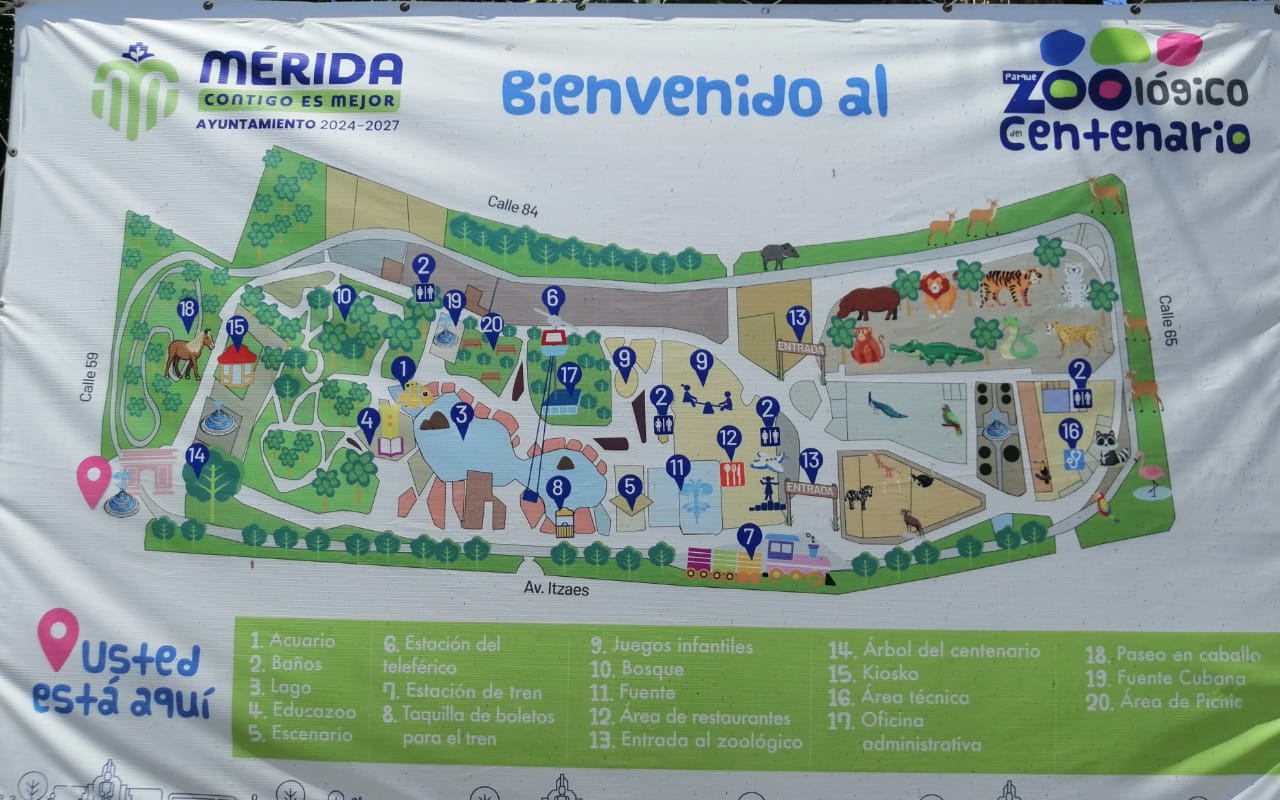 MÉRIDA
CONTIGO ES MEJOR
AYUNTAMIENTO 2024-2027
Bienvenido al
Parque
ZOOlógico
del
Centenario
Calle 84
Calle 59
Calle 65
Av. Itzaes
2
6
19
10
20
18
15
13
ENTRADA
1
9
9
17
2
2
2
3
4
16
12
14
11
13
ENTRADA
8
5
7
Usted
está aquí
1. Acuario
2. Baños
3. Lago
4. Educazoo
5. Escenario
6. Estación del
teleférico
7. Estación de tren
8. Taquilla de boletos
para el tren
9. Juegos infantiles
10. Bosque
11. Fuente
12. Área de restaurantes
13. Entrada al zoológico
14. Árbol del centenario
15. Kiosko
16. Área técnica
17. Oficina
administrativa
18. Paseo en caballo
19. Fuente Cubana
20. Área de Picnic